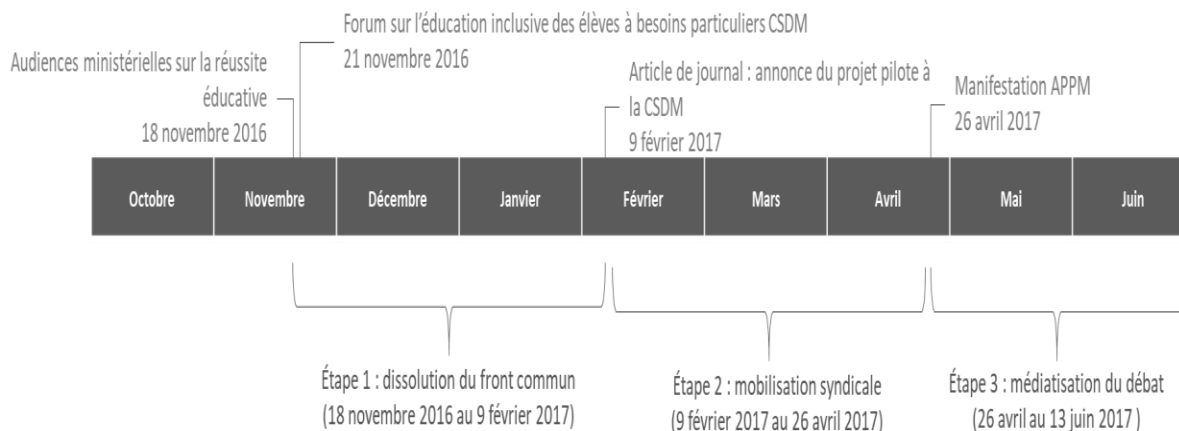 Forum sur l'éducation inclusive des élèves à besoins particuliers CSDM
21 novembre 2016
Audiences ministérielles sur la réussite
éducative
18 novembre 2016
Article de journal : annonce du projet pilote à
la CSDM
9 février 2017
Manifestation APPM
26 avril 2017
Octobre
Novembre
Décembre
Janvier
Février
Mars
Avril
Mai
Juin
Étape 1 : dissolution du front commun
(18 novembre 2016 au 9 février 2017)
Étape 2 : mobilisation syndicale
(9 février 2017 au 26 avril 2017)
Étape 3 : médiatisation du débat
(26 avril au 13 juin 2017 )